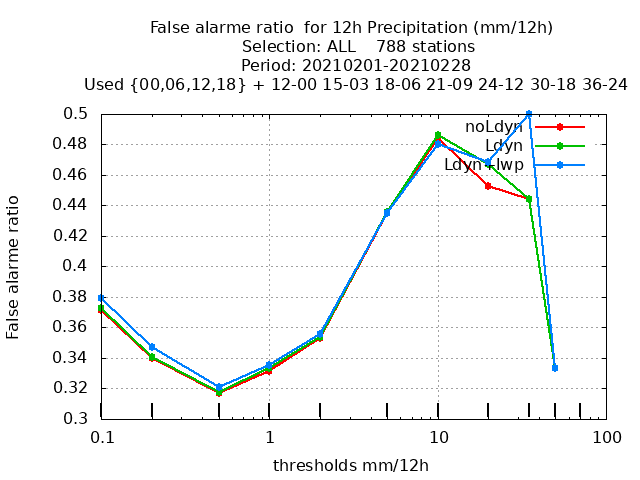 False alarme ratio  for 12h Precipitation (mm/12h)
Selection: ALL    788 stations
Period: 20210201-20210228
Used {00,06,12,18} + 12-00 15-03 18-06 21-09 24-12 30-18 36-24
0.5
0.48
0.46
0.44
0.42
0.4
0.38
0.36
0.34
0.32
0.3
False alarme ratio
noLdyn
Ldyn
Ldyn+lwp
0.1
1
10
100
thresholds mm/12h